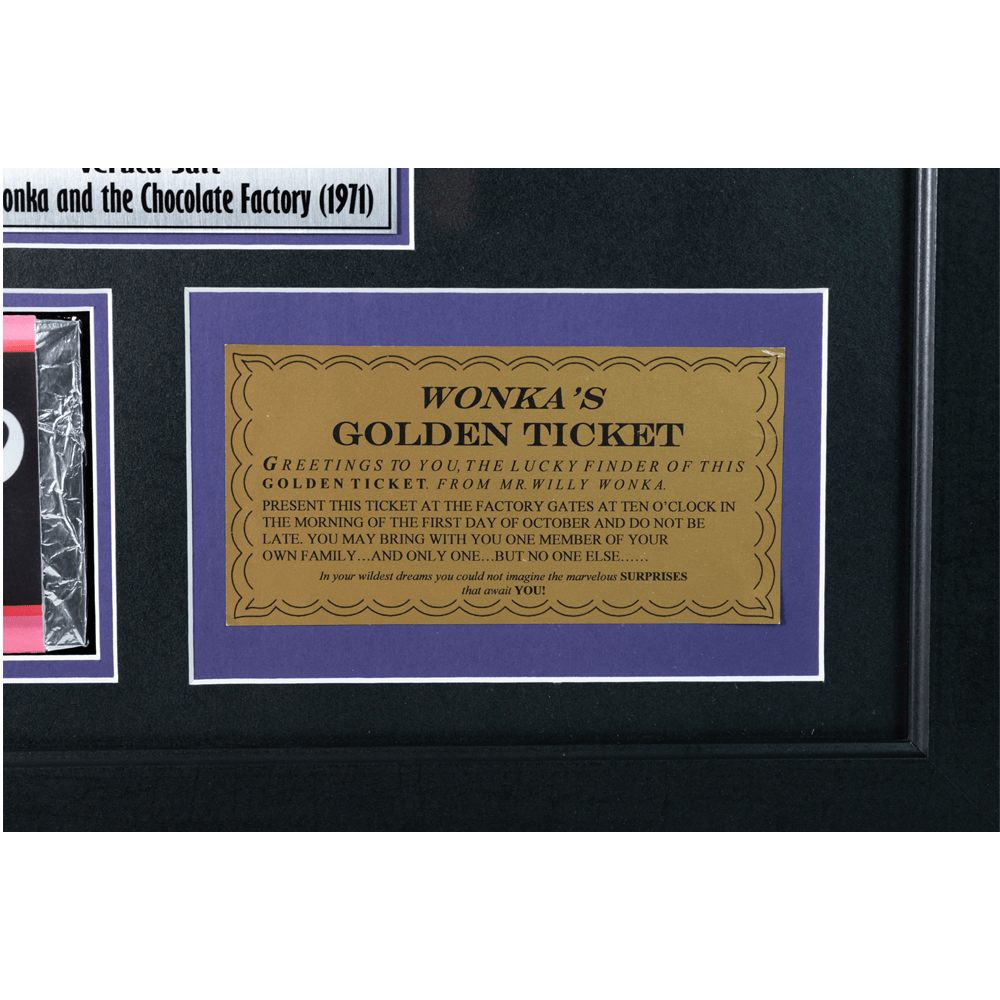 onka and the Chocolate Factory (1971)
WONKA'S
GOLDEN TICKET
GREETINGS TO YOU, THE LUCKY FINDER OF THIS
GOLDEN TICKET, FROM MR. WILLY WONKA.
PRESENT THIS TICKET AT THE FACTORY GATES AT TEN O'CLOCK IN
THE MORNING OF THE FIRST DAY OF OCTOBER AND DO NOT BE
LATE. YOU MAY BRING WITH YOU ONE MEMBER OF YOUR
OWN FAMILY...AND ONLY ONE...BUT NO ONE ELSE......
In your wildest dreams you could not imagine the marvelous SURPRISES
that await YOU!